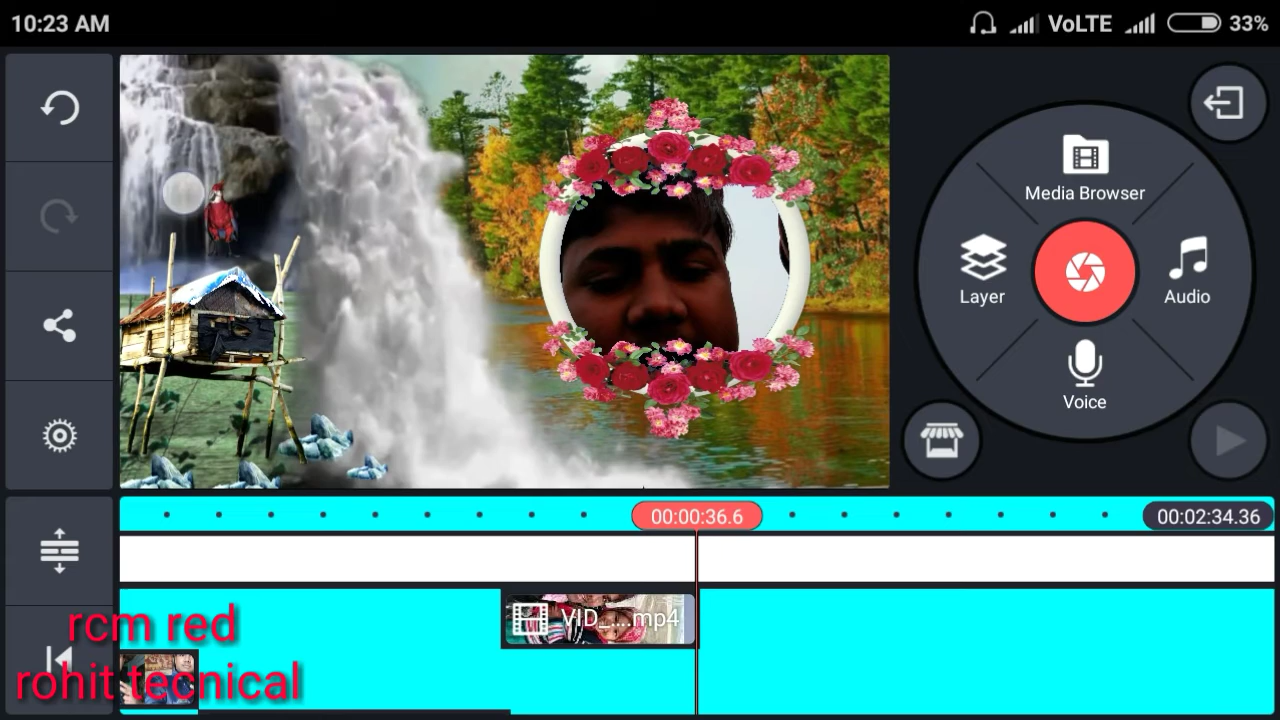 10:23 AM
VoLTE
33%
Media Browser
Layer
Audio
Voice
00:00:36.6
00:02:34.36
VID_....mp4
rcm red
rohit tecnical